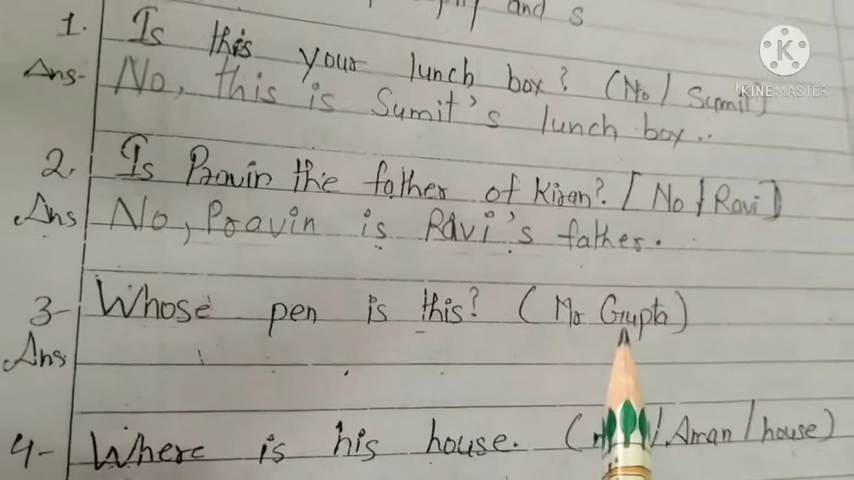 and s
1. Is this your lunch box? (No / Sumit)
Ans- No, this is Sumit's lunch box..
2. Is Pravin the father of Kiran? [No / Ravi]
Ans No, Pravin is Ravi's father.
3- Whose pen is this? (Mr Gupta)
Ans
4- Where is his house. ( / Aman / house)
K
KINEMASTER